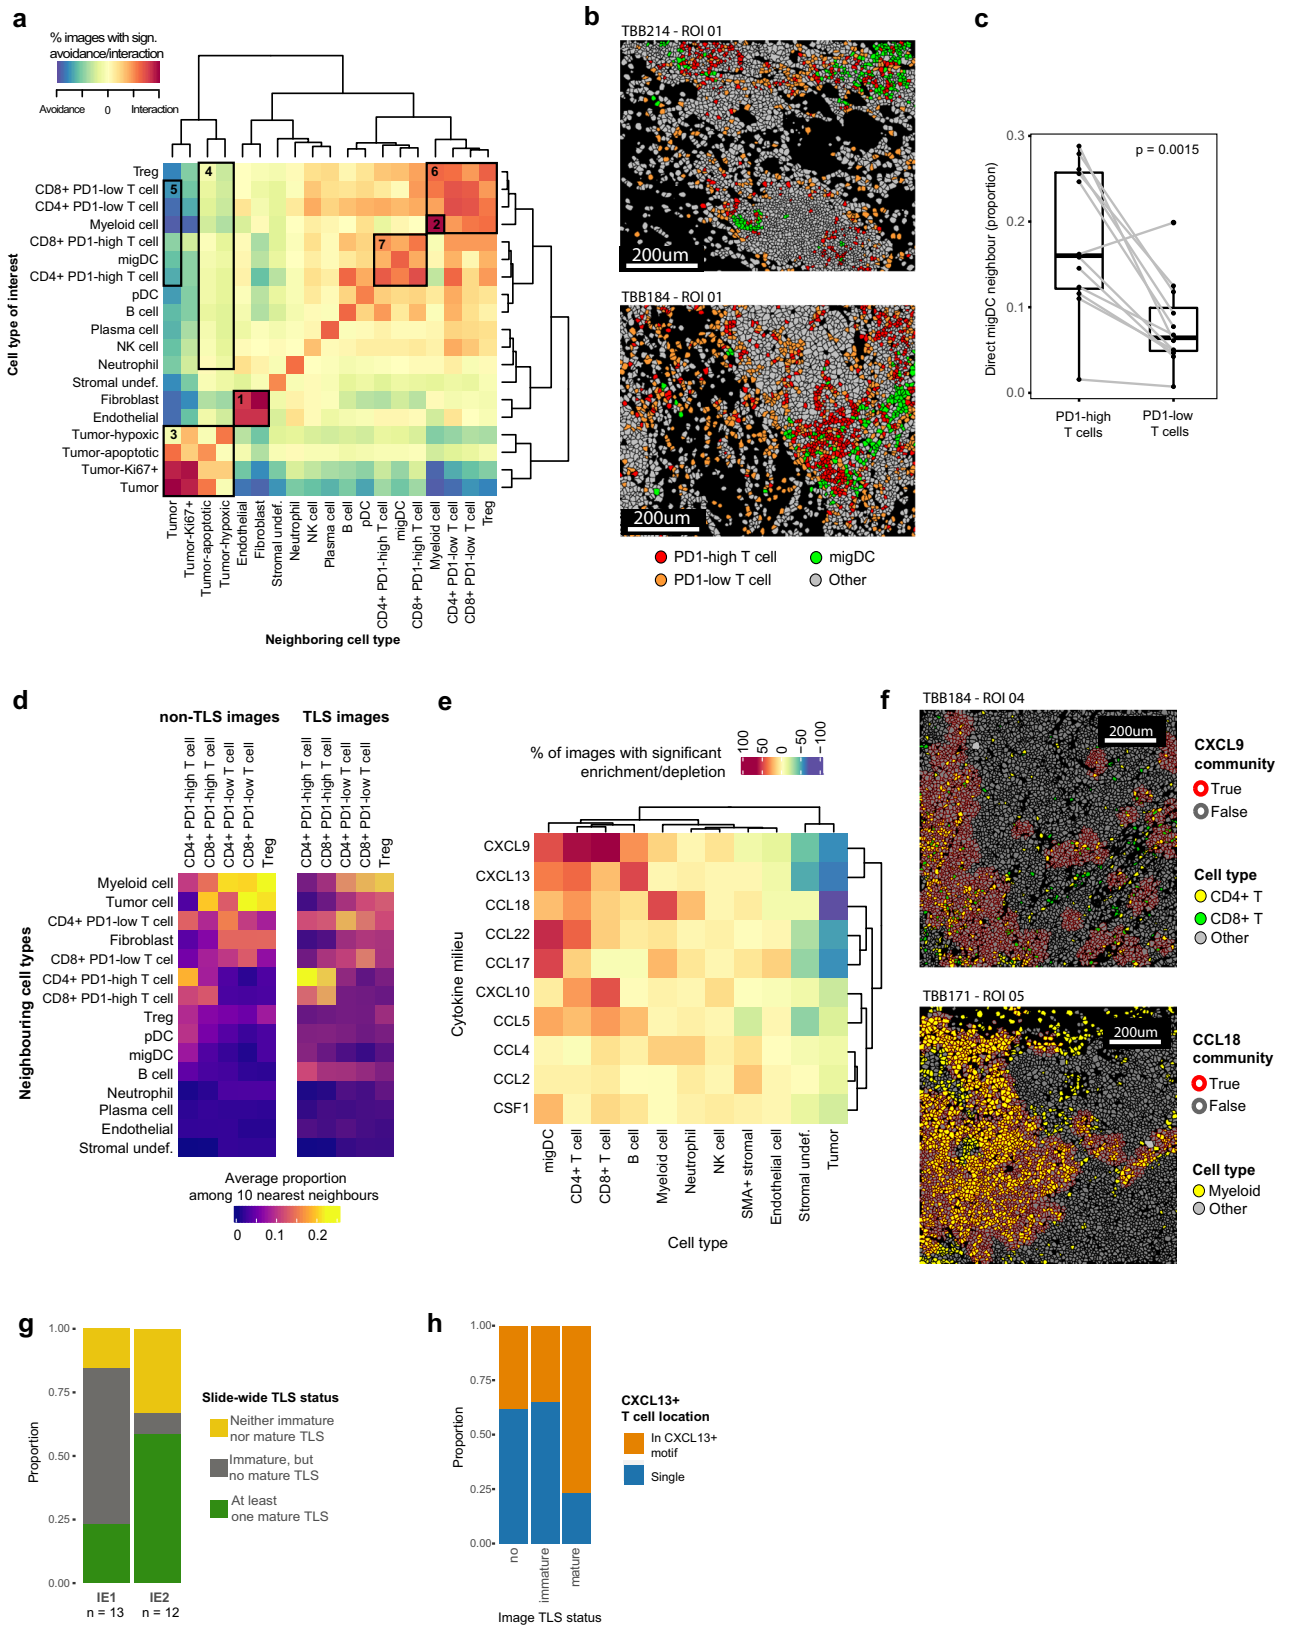 a
% images with sign.
avoidance/interaction
Avoidance 0 Interaction
Cell type of interest
Treg
CD8+ PD1-low T cell
CD4+ PD1-low T cell
Myeloid cell
CD8+ PD1-high T cell
migDC
CD4+ PD1-high T cell
pDC
B cell
Plasma cell
NK cell
Neutrophil
Stromal undef.
Fibroblast
Endothelial
Tumor-hypoxic
Tumor-apoptotic
Tumor-Ki67+
Tumor
4
6
5
2
7
1
3
Tumor
Tumor-Ki67+
Tumor-apoptotic
Tumor-hypoxic
Endothelial
Fibroblast
Stromal undef.
Neutrophil
NK cell
Plasma cell
B cell
pDC
CD4+ PD1-high T cell
migDC
CD8+ PD1-high T cell
Myeloid cell
CD4+ PD1-low T cell
CD8+ PD1-low T cell
Treg
Neighboring cell type
b
TBB214 - ROI 01
200um
TBB184 - ROI 01
200um
PD1-high T cell
migDC
PD1-low T cell
Other
c
Direct migDC neighbour (proportion)
0.3
0.2
0.1
0.0
p = 0.0015
PD1-high
T cells
PD1-low
T cells
d
non-TLS images
TLS images
CD4+ PD1-high T cell
CD8+ PD1-high T cell
CD4+ PD1-low T cell
CD8+ PD1-low T cell
Treg
CD4+ PD1-high T cell
CD8+ PD1-high T cell
CD4+ PD1-low T cell
CD8+ PD1-low T cell
Treg
Neighbouring cell types
Myeloid cell
Tumor cell
CD4+ PD1-low T cell
Fibroblast
CD8+ PD1-low T cel
CD4+ PD1-high T cell
CD8+ PD1-high T cell
Treg
pDC
migDC
B cell
Neutrophil
Plasma cell
Endothelial
Stromal undef.
Average proportion
among 10 nearest neighbours
0 0.1 0.2
e
% of images with significant
enrichment/depletion
100
50
0
−50
−100
Cytokine milieu
CXCL9
CXCL13
CCL18
CCL22
CCL17
CXCL10
CCL5
CCL4
CCL2
CSF1
migDC
CD4+ T cell
CD8+ T cell
B cell
Myeloid cell
Neutrophil
NK cell
SMA+ stromal
Endothelial cell
Stromal undef.
Tumor
Cell type
f
TBB184 - ROI 04
200um
CXCL9
community
True
False
Cell type
CD4+ T
CD8+ T
Other
TBB171 - ROI 05
200um
CCL18
community
True
False
Cell type
Myeloid
Other
g
Proportion
1.00
0.75
0.50
0.25
0.00
IE1
n = 13
IE2
n = 12
Slide-wide TLS status
Neither immature
nor mature TLS
Immature, but
no mature TLS
At least
one mature TLS
h
Proportion
1.00
0.75
0.50
0.25
0.00
no
immature
mature
Image TLS status
CXCL13+
T cell location
In CXCL13+
motif
Single